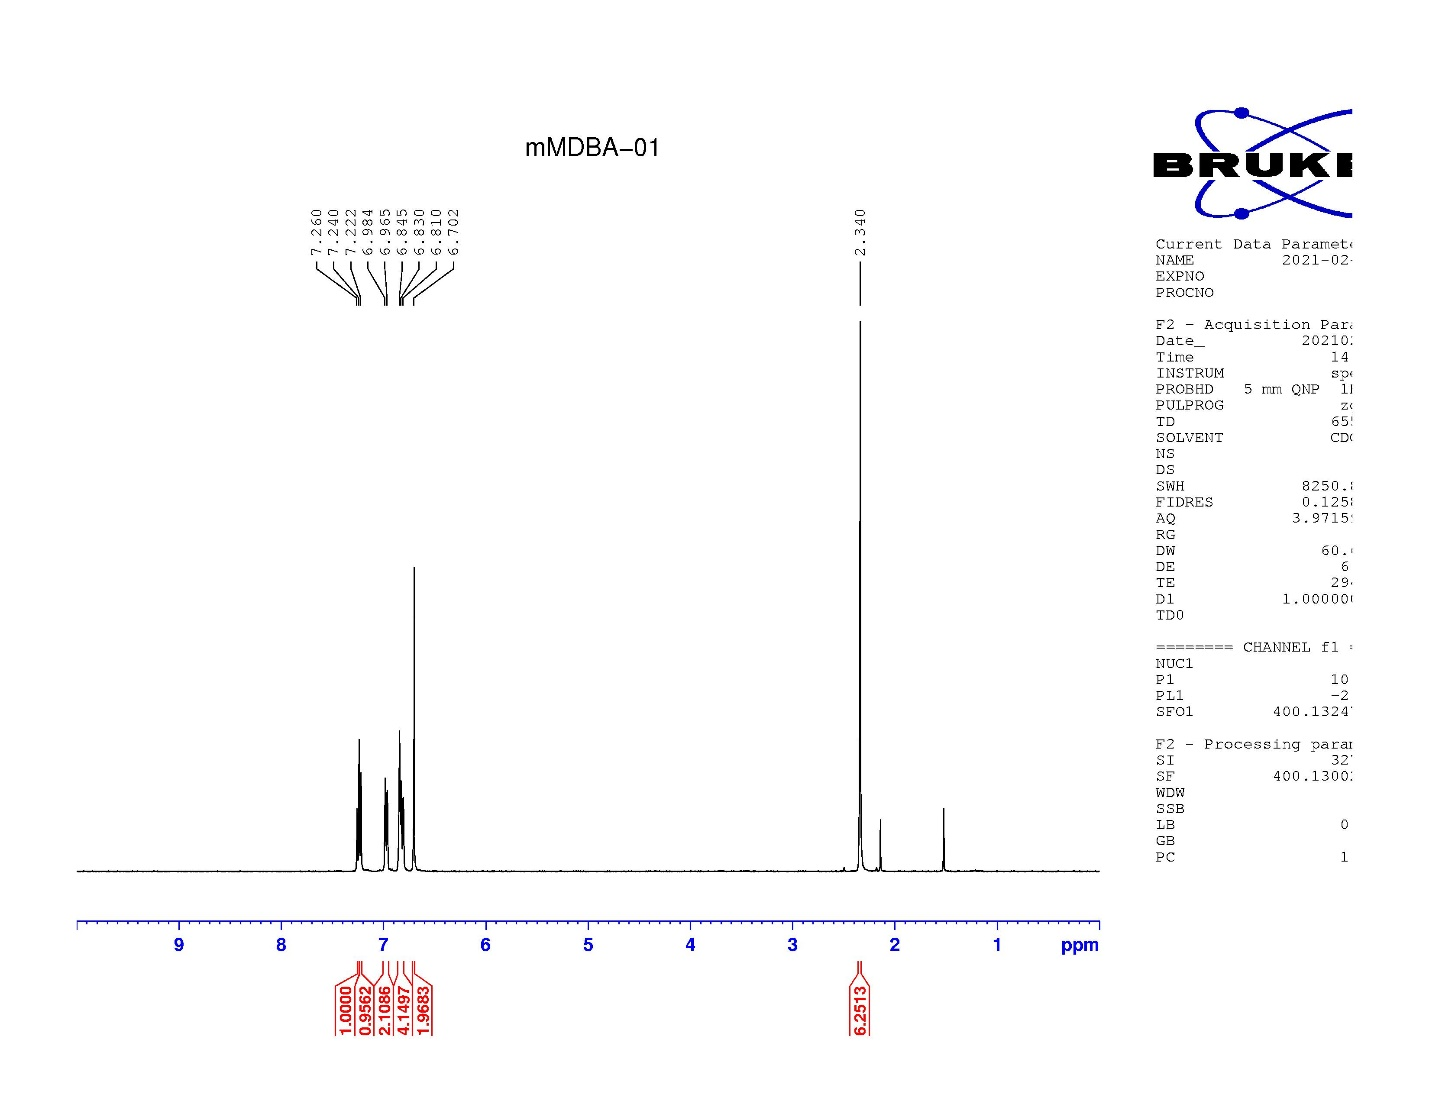 mMDBA-01
7.260
7.240
7.222
6.984
6.965
6.845
6.830
6.810
6.702
2.340
BRUKE
Current Data Paramete
NAME 2021-02-
EXPNO
PROCNO
F2 - Acquisition Para
Date_ 20210
Time 14
INSTRUM spe
PROBHD 5 mm QNP 1
PULPROG z
TD 65
SOLVENT CD
NS
DS
SWH 8250.
FIDRES 0.125
AQ 3.9715
RG
DW 60.
DE 6
TE 29
D1 1.00000
TD0
======== CHANNEL f1 =
NUC1
P1 10
PL1 -2
SFO1 400.1324
F2 - Processing param
SI 32
SF 400.1300
WDW
SSB
LB 0
GB
PC 1
9 8 7 6 5 4 3 2 1 ppm
1.0000
0.9562
2.1086
4.1497
1.9683
6.2513